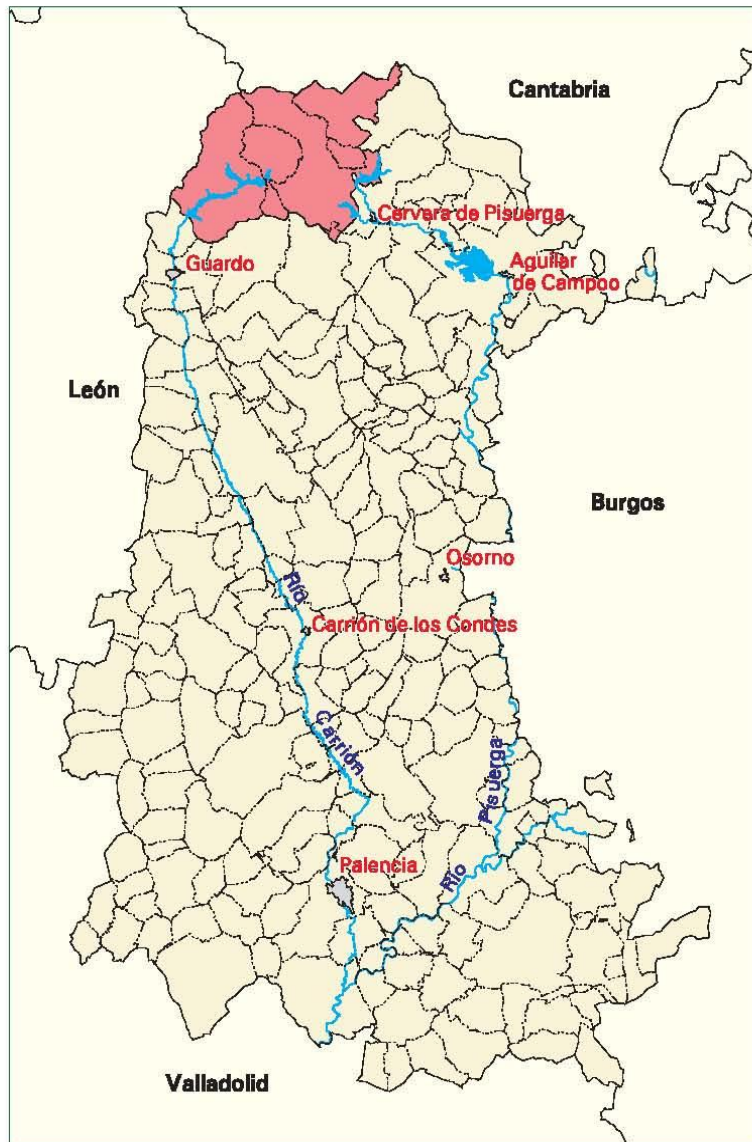 Cantabria
Cervera de Pisuerga
Guardo
Aguilar
de Campoo
León
Burgos
Osorno
Río
Carrión de los Condes
Carrión
Pisuerga
Palencia
Río
Valladolid